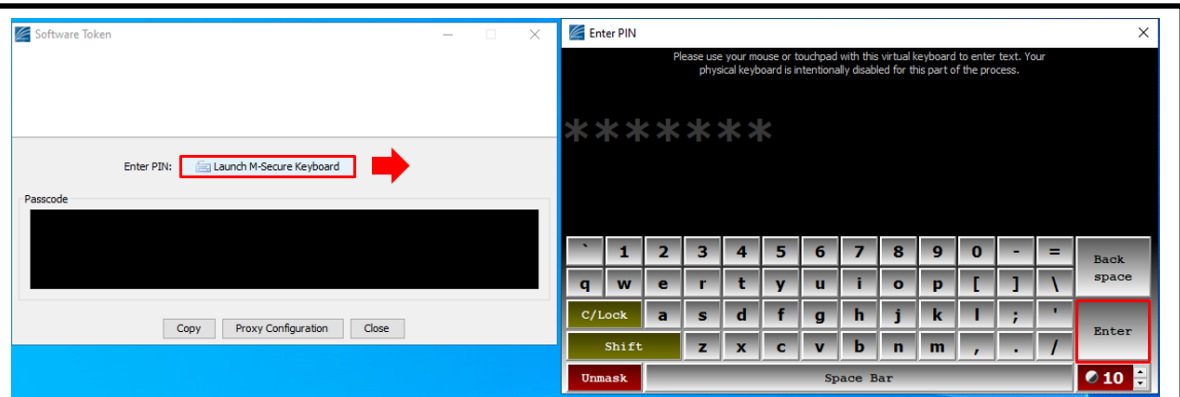 Software Token
Enter PIN: Launch M-Secure Keyboard
Passcode
Copy Proxy Configuration Close
Enter PIN
Please use your mouse or touchpad with this virtual keyboard to enter text. Your
physical keyboard is intentionally disabled for this part of the process.
*******
` 1 2 3 4 5 6 7 8 9 0 - = Back space
q w e r t y u i o p [ ] \
C/Lock a s d f g h j k l ; ' Enter
Shift z x c v b n m , . /
Unmask Space Bar 10